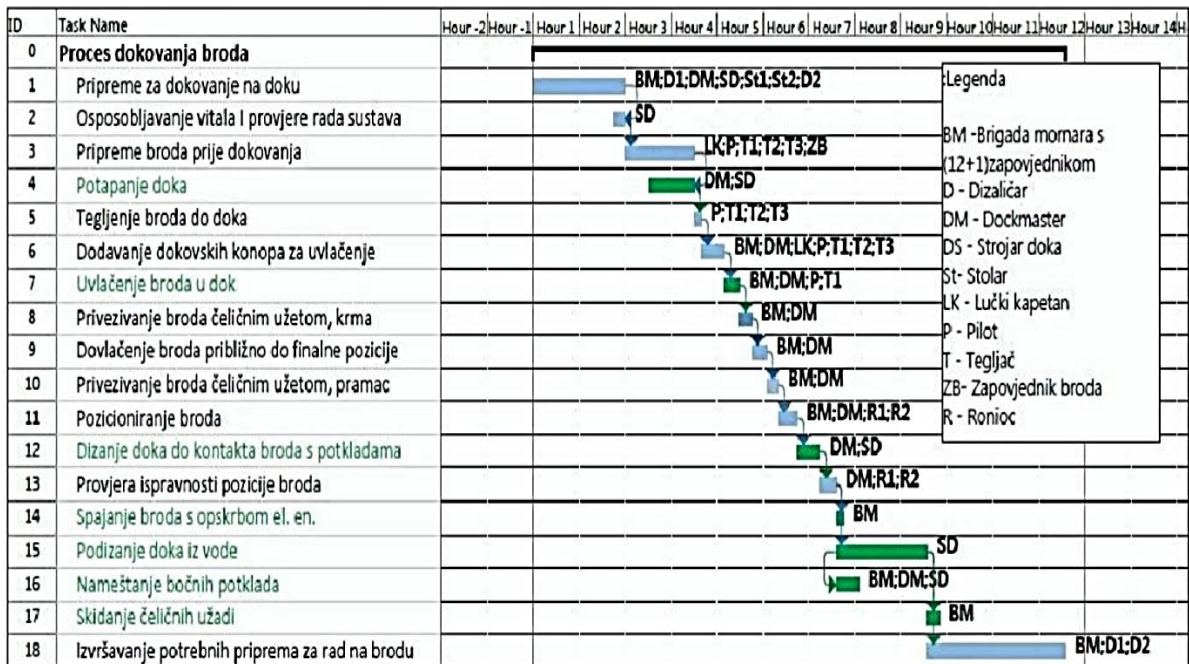 ID Task Name Hour -2 Hour -1 Hour 1 Hour 2 Hour 3 Hour 4 Hour 5 Hour 6 Hour 7 Hour 8 Hour 9 Hour 10 Hour 11 Hour 12 Hour 13 Hour 14 H
0 Proces dokovanja broda
1 Pripreme za dokovanje na doku BM;D1;DM;SD;St1;St2;D2
2 Osposobljavanje vitala I provjere rada sustava SD
3 Pripreme broda prije dokovanja LK;P;T1;T2;T3;ZB
4 Potapanje doka DM;SD
5 Tegljenje broda do doka P;T1;T2;T3
6 Dodavanje dokovskih konopa za uvlačenje BM;DM;LK;P;T1;T2;T3
7 Uvlačenje broda u dok BM;DM;P;T1
8 Privezivanje broda čeličnim užetom, krma BM;DM
9 Dovlačenje broda približno do finalne pozicije BM;DM
10 Privezivanje broda čeličnim užetom, pramac BM;DM
11 Pozicioniranje broda BM;DM;R1;R2
12 Dizanje doka do kontakta broda s potkladama DM;SD
13 Provjera ispravnosti pozicije broda DM;R1;R2
14 Spajanje broda s opskrbom el. en. BM
15 Podizanje doka iz vode SD
16 Nameštanje bočnih potklada BM;DM;SD
17 Skidanje čeličnih užadi BM
18 Izvršavanje potrebnih priprema za rad na brodu BM;D1;D2
:Legenda
BM -Brigada mornara s
(12+1)zapovjednikom
D - Dizaličar
DM - Dockmaster
DS - Strojar doka
St- Stolar
LK - Lučki kapetan
P - Pilot
T - Tegljač
ZB- Zapovjednik broda
R - Ronioc